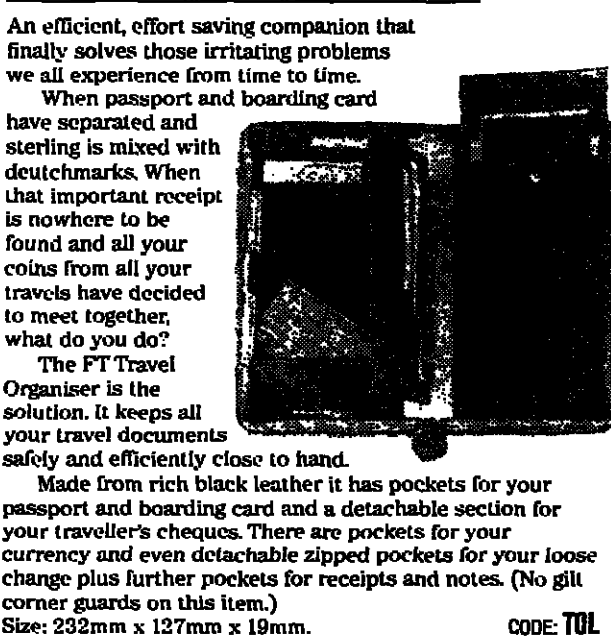 An efficient, effort saving companion that
finally solves those irritating problems
we all experience from time to time.
When passport and boarding card
have separated and
sterling is mixed with
deutchmarks. When
that important receipt
is nowhere to be
found and all your
coins from all your
travels have decided
to meet together,
what do you do?
The FT Travel
Organiser is the
solution. It keeps all
your travel documents
safely and efficiently close to hand.
Made from rich black leather it has pockets for your
passport and boarding card and a detachable section for
your traveller's cheques. There are pockets for your
currency and even detachable zipped pockets for your loose
change plus further pockets for receipts and notes. (No gilt
corner guards on this item.)
Size: 232mm x 127mm x 19mm. CODE: TOL